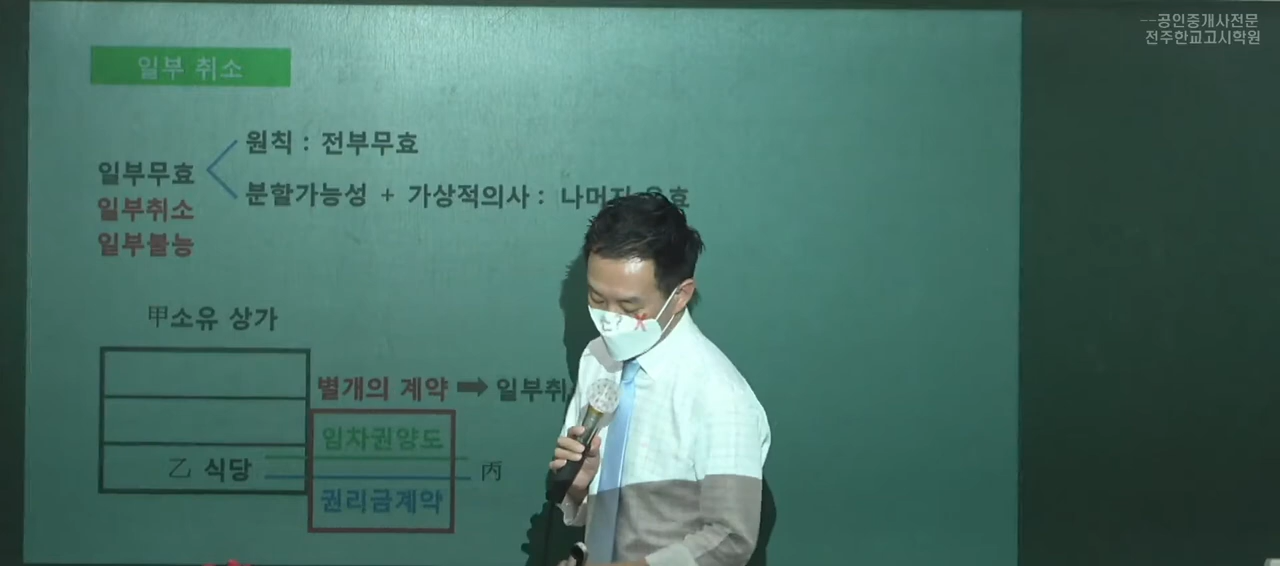 --공인중개사전문
전주한교고시학원
일부 취소
원칙 : 전부무효
일부무효
분할가능성 + 가상적의사 : 나머지 유효
일부취소
일부불능
甲소유 상가
별개의 계약 ➡ 일부취
임차권양도
乙 식당
丙
권리금계약